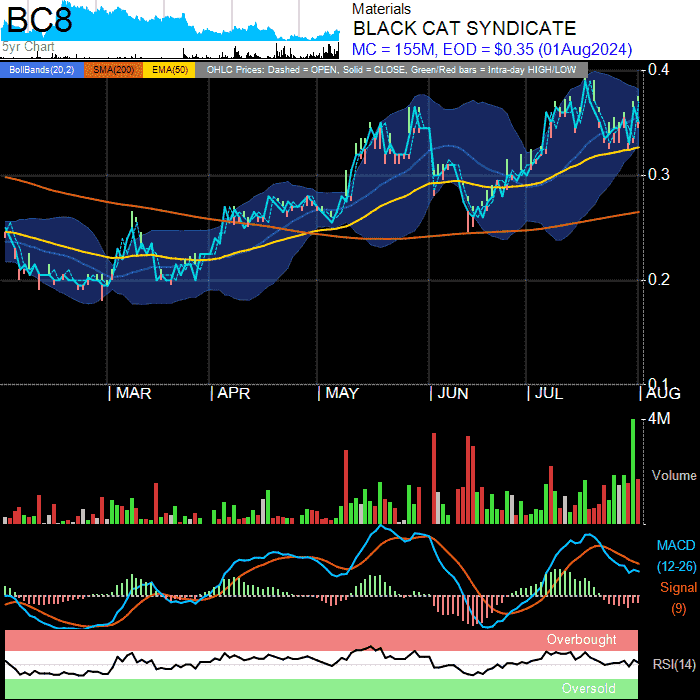 BC8
5yr Chart
Materials
BLACK CAT SYNDICATE
MC = 155M, EOD = $0.35 (01Aug2024)
BollBands(20,2) SMA(200) EMA(50) OHLC Prices: Dashed = OPEN, Solid = CLOSE, Green/Red bars = Intra-day HIGH/LOW
0.4
0.3
0.2
0.1
MAR APR MAY JUN JUL AUG
4M
Volume
MACD
(12-26)
Signal
(9)
Overbought
RSI(14)
Oversold